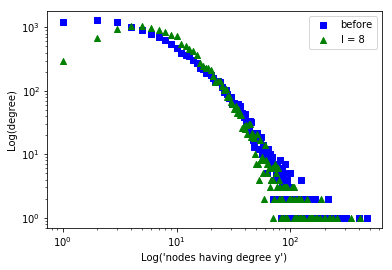 before
l = 8
10³
10²
10¹
10⁰
Log(degree)
10⁰
10¹
10²
Log('nodes having degree y')